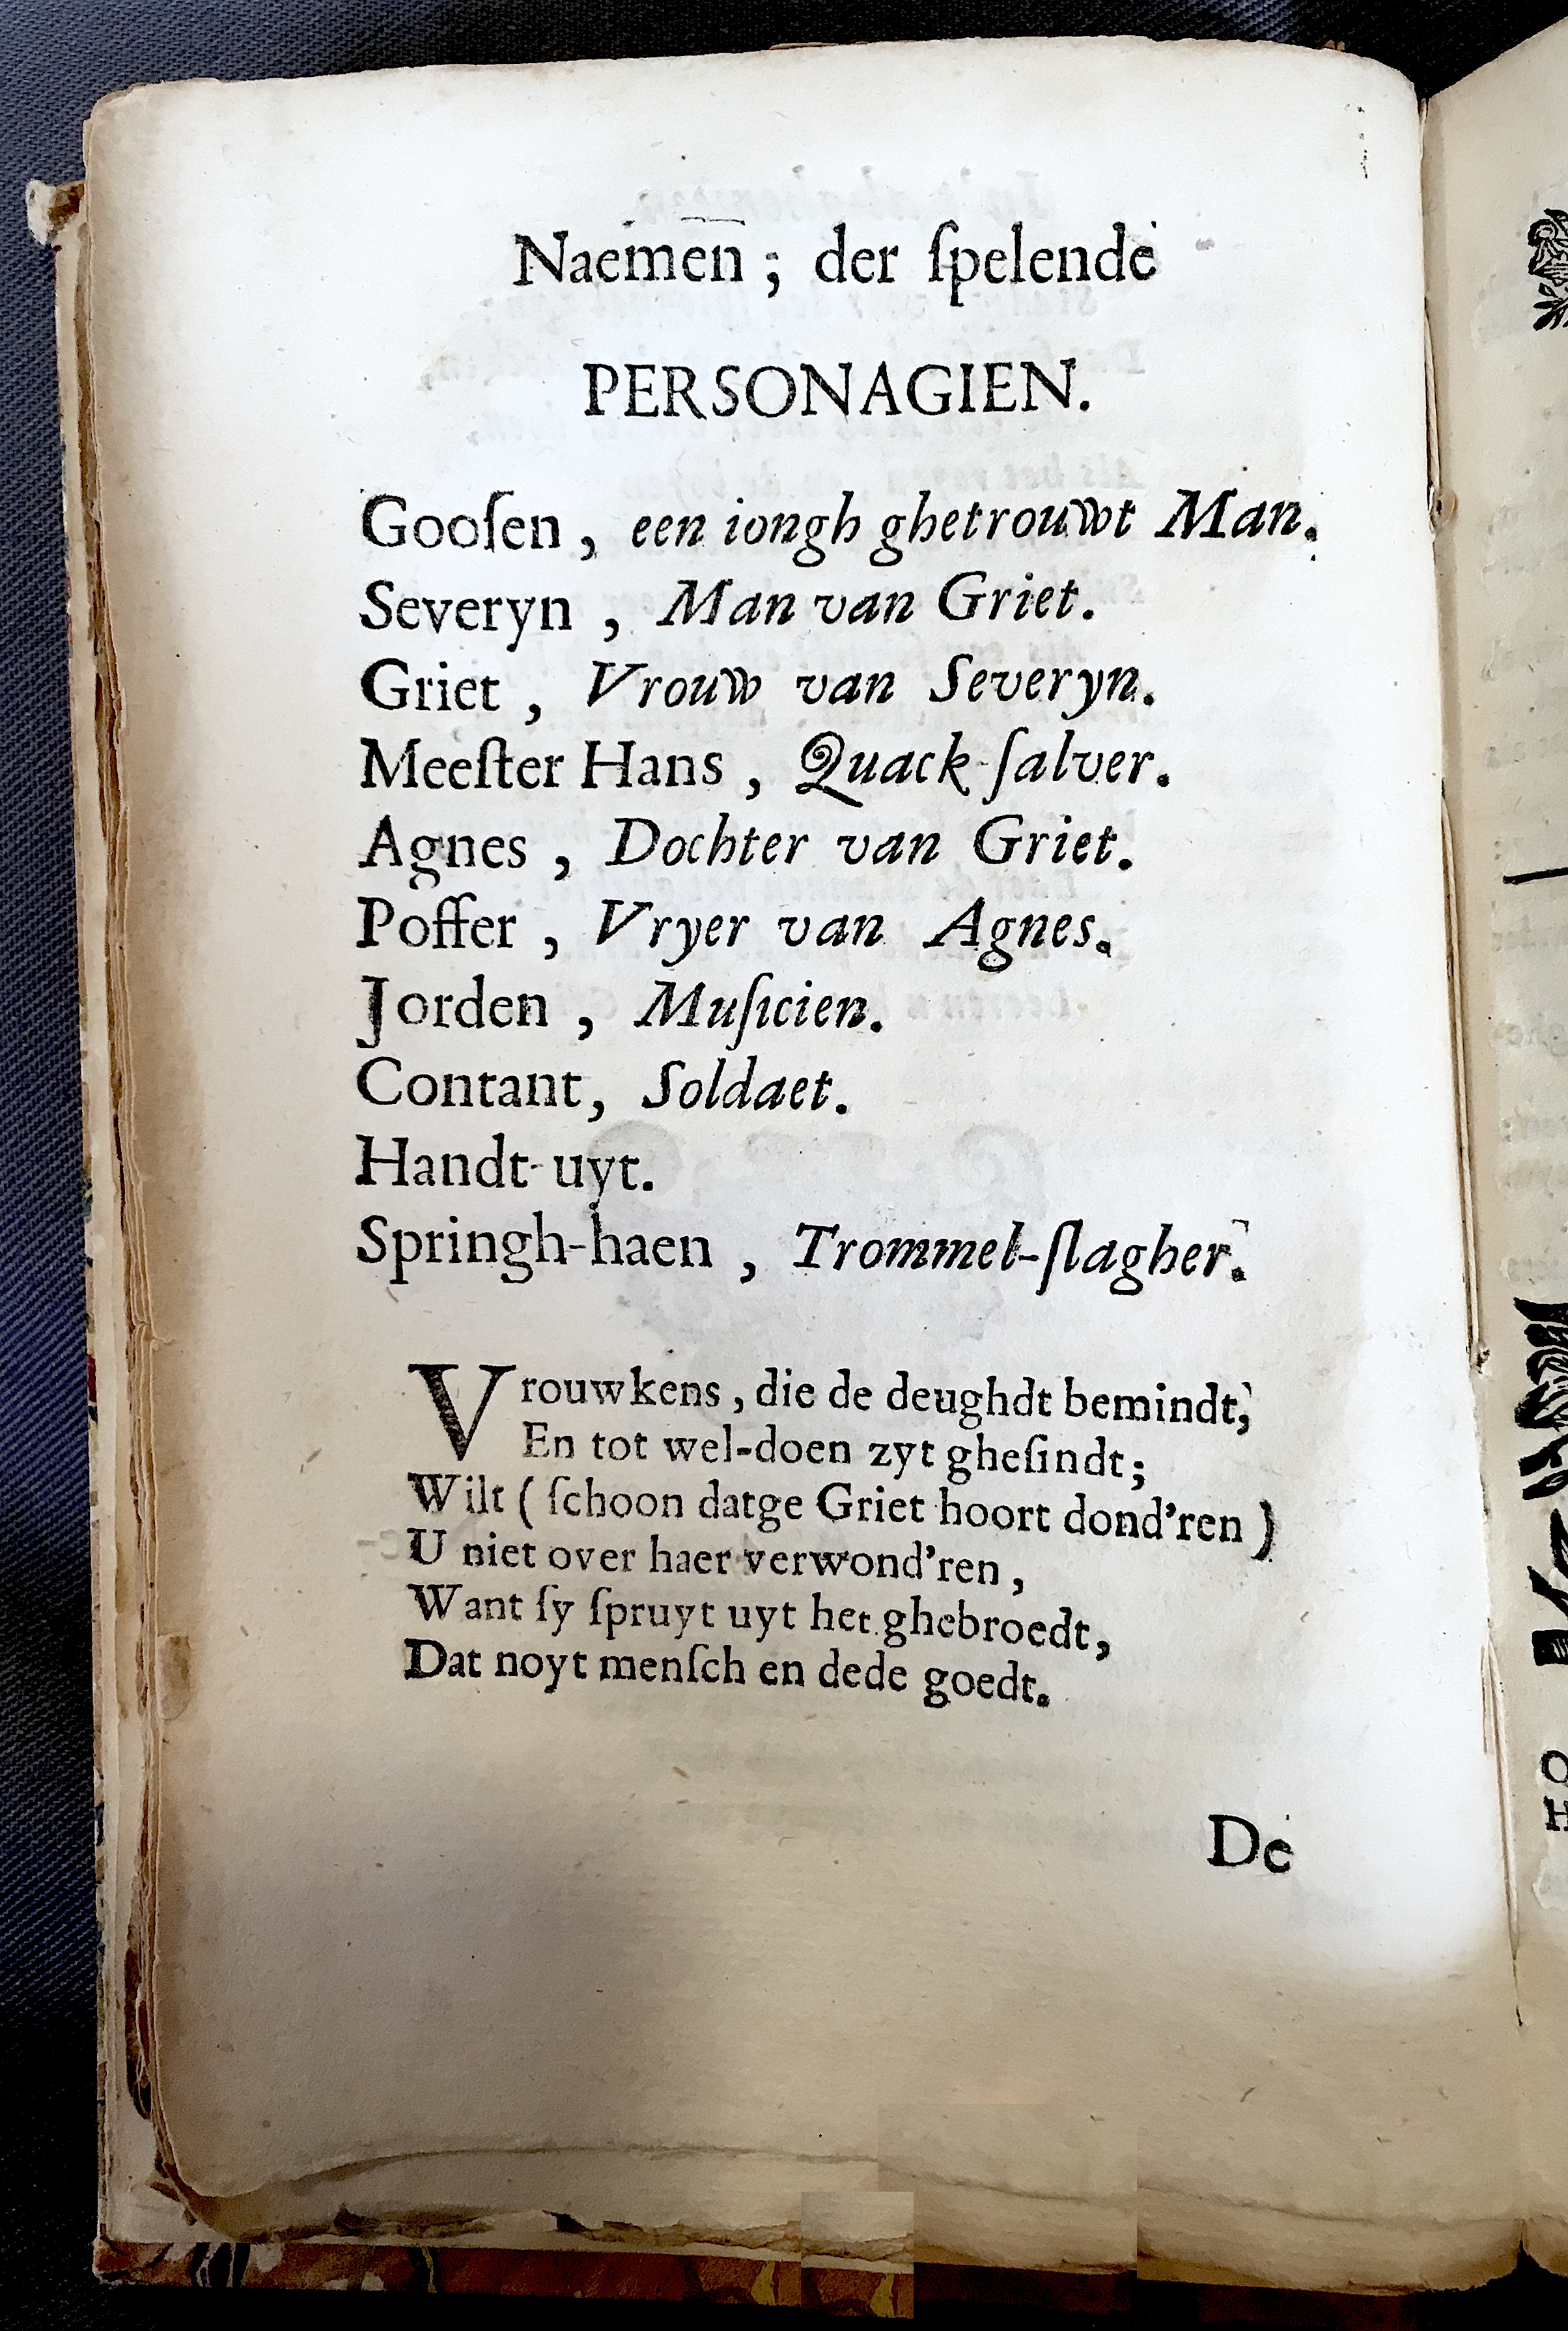 Naemen ; der ſpelende
PERSONAGIEN.
Gooſen , een iongh ghetrouwt Man.
Severyn , Man van Griet.
Griet , Vrouw van Severyn.
Meeſter Hans , Quack-ſalver.
Agnes , Dochter van Griet.
Poffer , Vryer van Agnes.
Jorden , Muſicien.
Contant, Soldaet.
Handt-uyt.
Springh-haen , Trommel-ſlagher.
Vrouwkens , die de deughdt bemindt,
En tot wel-doen zyt gheſindt;
Wilt ( ſchoon datge Griet hoort dond'ren )
U niet over haer verwond'ren ,
Want ſy ſpruyt uyt het ghebroedt,
Dat noyt menſch en dede goedt.
De